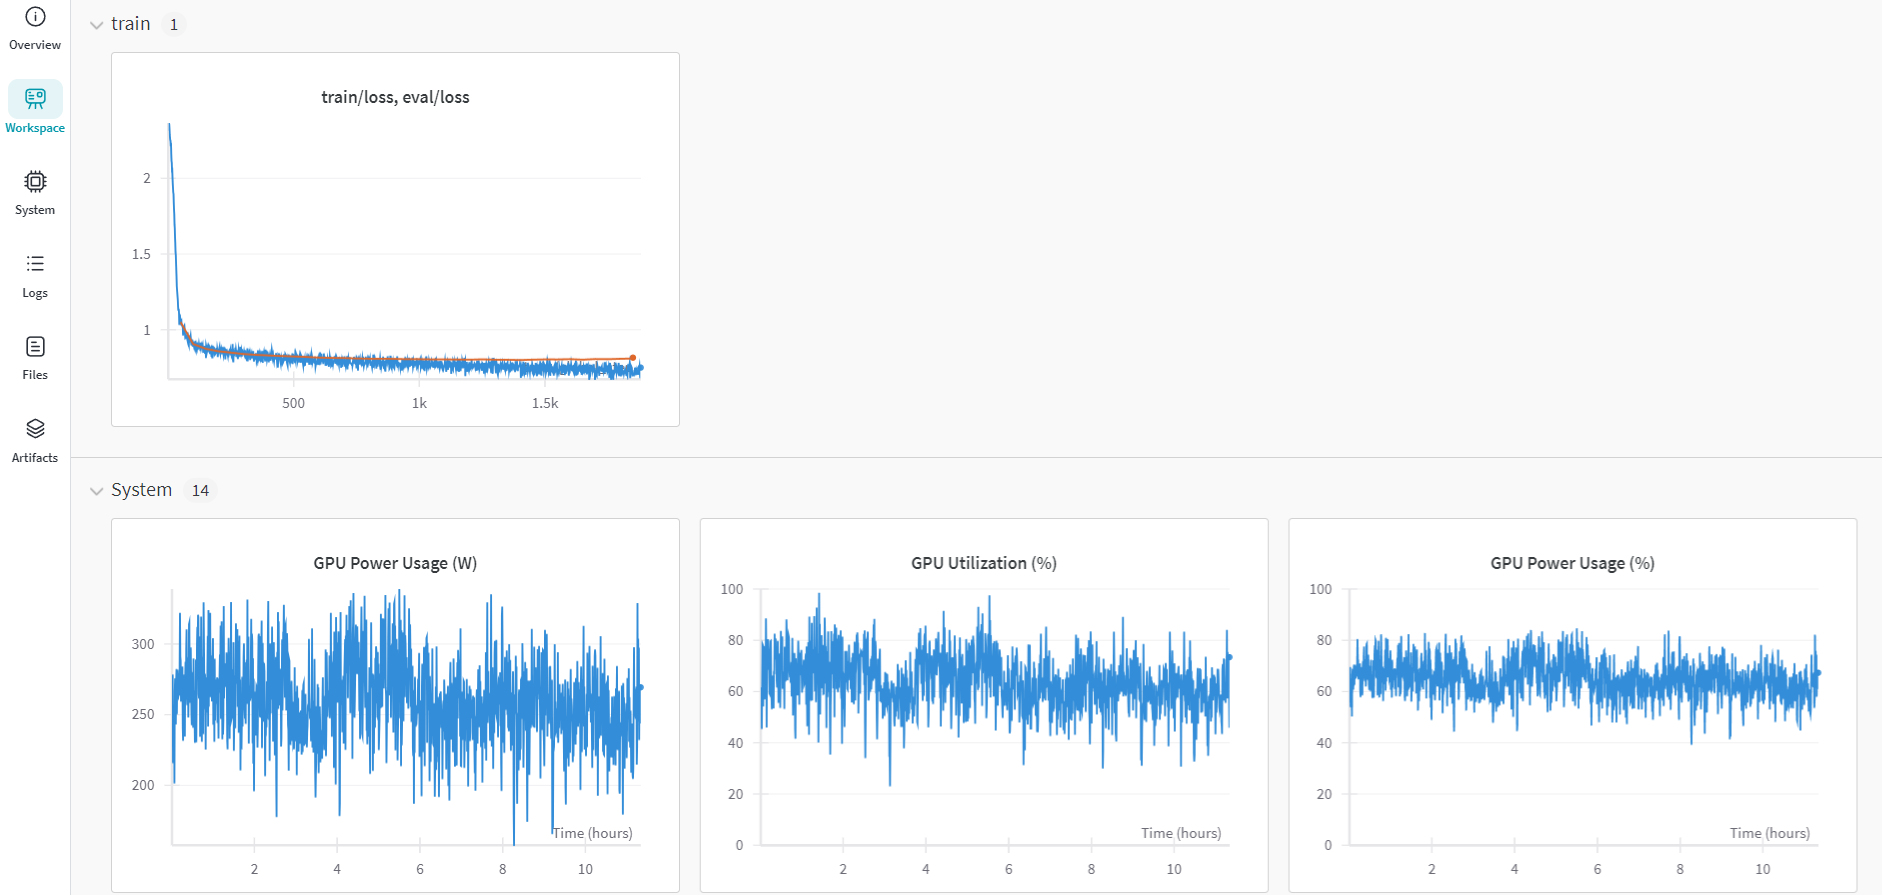 Overview
Workspace
System
Logs
Files
Artifacts
train 1
train/loss, eval/loss
2
1.5
1
500 1k 1.5k
System 14
GPU Power Usage (W)
300
250
200
Time (hours)
2 4 6 8 10
GPU Utilization (%)
100
80
60
40
20
0
Time (hours)
2 4 6 8 10
GPU Power Usage (%)
100
80
60
40
20
0
Time (hours)
2 4 6 8 10